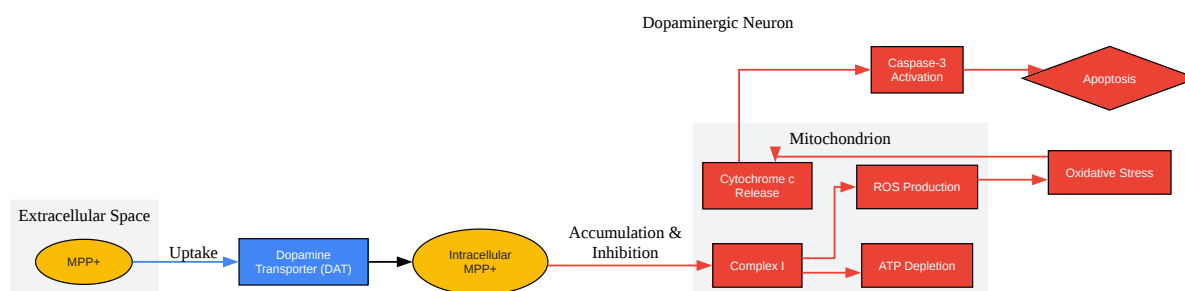 Dopaminergic Neuron
Caspase-3
Activation
Apoptosis
Mitochondrion
Cytochrome c
Release
ROS Production
Oxidative Stress
Extracellular Space
MPP+
Uptake
Dopamine
Transporter (DAT)
Intracellular
MPP+
Accumulation &
Inhibition
Complex I
ATP Depletion